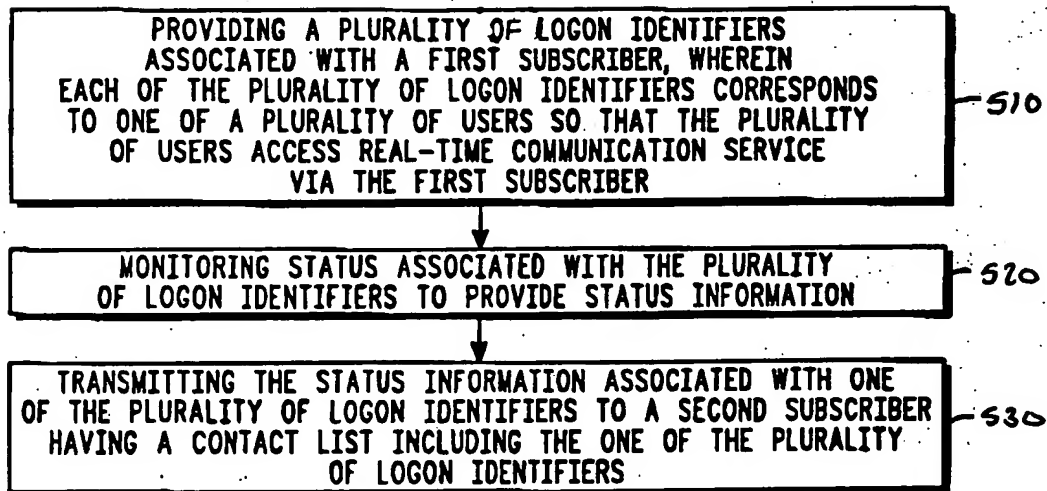 PROVIDING A PLURALITY OF LOGON IDENTIFIERS
ASSOCIATED WITH A FIRST SUBSCRIBER, WHEREIN
EACH OF THE PLURALITY OF LOGON IDENTIFIERS CORRESPONDS
TO ONE OF A PLURALITY OF USERS SO THAT THE PLURALITY
OF USERS ACCESS REAL-TIME COMMUNICATION SERVICE
VIA THE FIRST SUBSCRIBER
510
MONITORING STATUS ASSOCIATED WITH THE PLURALITY
OF LOGON IDENTIFIERS TO PROVIDE STATUS INFORMATION
520
TRANSMITTING THE STATUS INFORMATION ASSOCIATED WITH ONE
OF THE PLURALITY OF LOGON IDENTIFIERS TO A SECOND SUBSCRIBER
HAVING A CONTACT LIST INCLUDING THE ONE OF THE PLURALITY
OF LOGON IDENTIFIERS
530